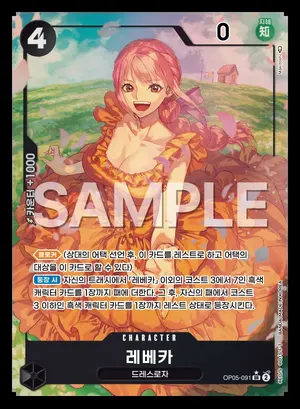 4
0
지혜
知
카운터 +1000
SAMPLE
블로커 (상대의 어택 선언 후, 이 카드를 레스트로 하고 어택의
대상을 이 카드로 할 수 있다)
등장 시 자신의 트래시에서 「레베카」 이외의 코스트 3에서 7인 흑색
캐릭터 카드를 1장까지 패에 더한다. 그 후, 자신의 패에서 코스트
3 이하인 흑색 캐릭터 카드를 1장까지 레스트 상태로 등장시킨다.
CHARACTER
레베카
드레스로자
OP05-091 SR 2